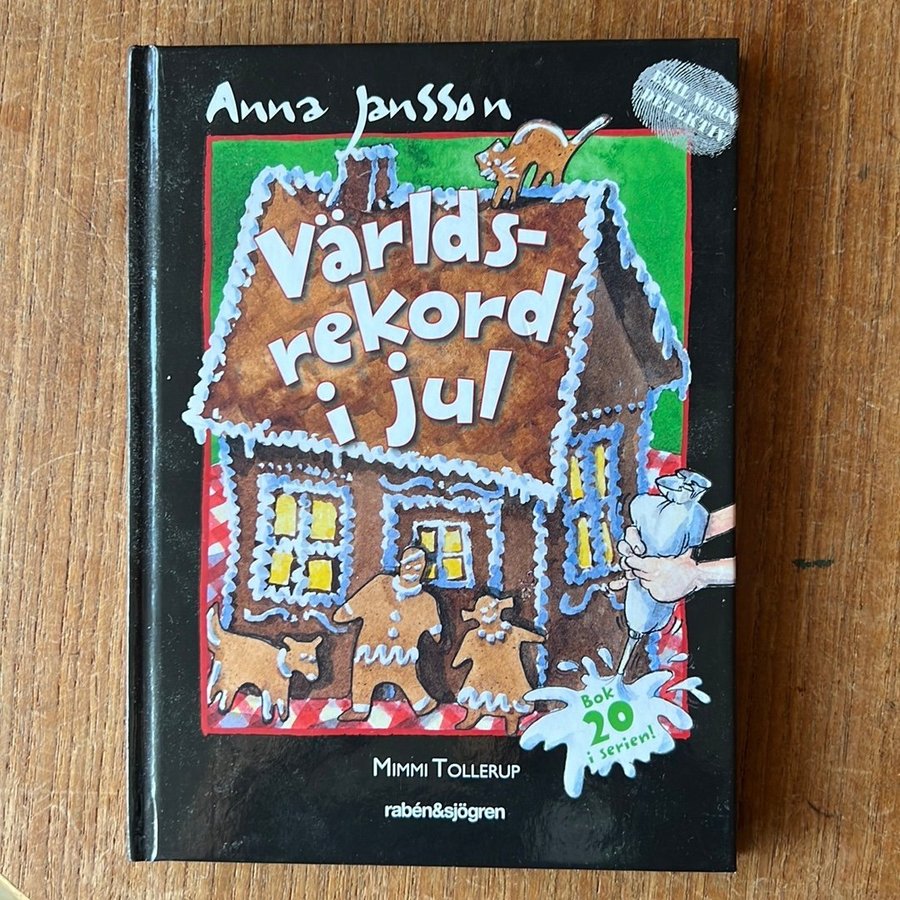 Anna Jansson
EMIL WERN
DETEKTIV
Världs-
rekord
i jul
Bok
20
i serien!
MIMMI TOLLERUP
rabén&sjögren